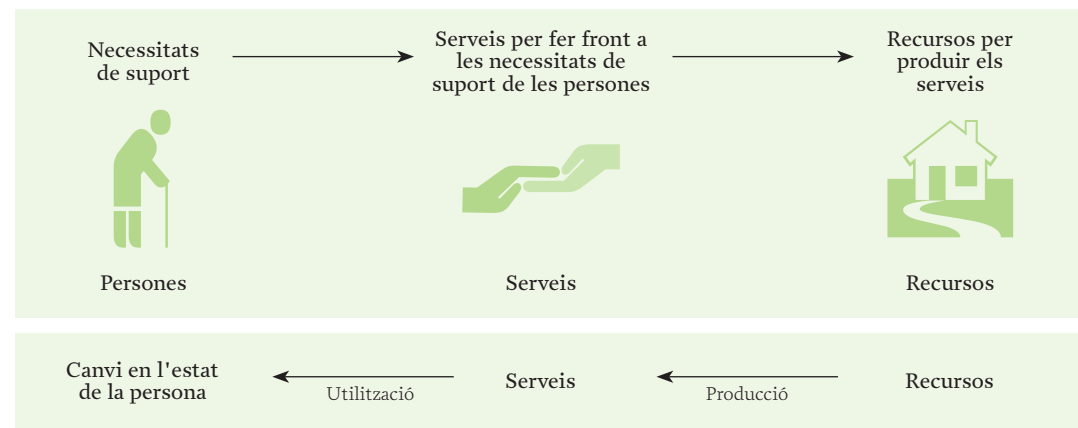 Necessitats
de suport
Serveis per fer front a
les necessitats de
suport de les persones
Recursos per
produir els
serveis
Persones
Serveis
Recursos
Canvi en l'estat
de la persona
Utilització
Serveis
Producció
Recursos